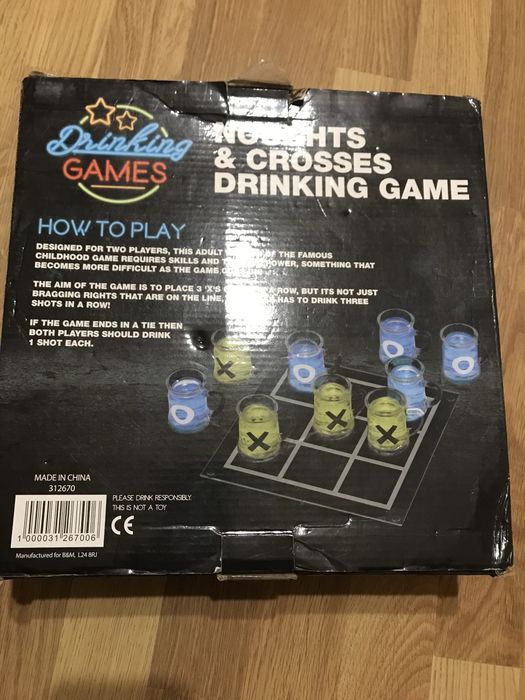 Drinking
GAMES
NOUGHTS
& CROSSES
DRINKING GAME
HOW TO PLAY
DESIGNED FOR TWO PLAYERS, THIS ADULT OF THE FAMOUS
CHILDHOOD GAME REQUIRES SKILLS AND POWER, SOMETHING THAT
BECOMES MORE DIFFICULT AS THE GAME
THE AIM OF THE GAME IS TO PLACE 3 'X'S ROW, BUT ITS NOT JUST
BRAGGING RIGHTS THAT ARE ON THE LINE, HAS TO DRINK THREE
SHOTS IN A ROW!
IF THE GAME ENDS IN A TIE THEN
BOTH PLAYERS SHOULD DRINK
1 SHOT EACH.
X O O O
O O
X X X
MADE IN CHINA
312670
PLEASE DRINK RESPONSIBLY.
THIS IS NOT A TOY
CE
1 000031 267006
Manufactured for B&M, L24 8RJ